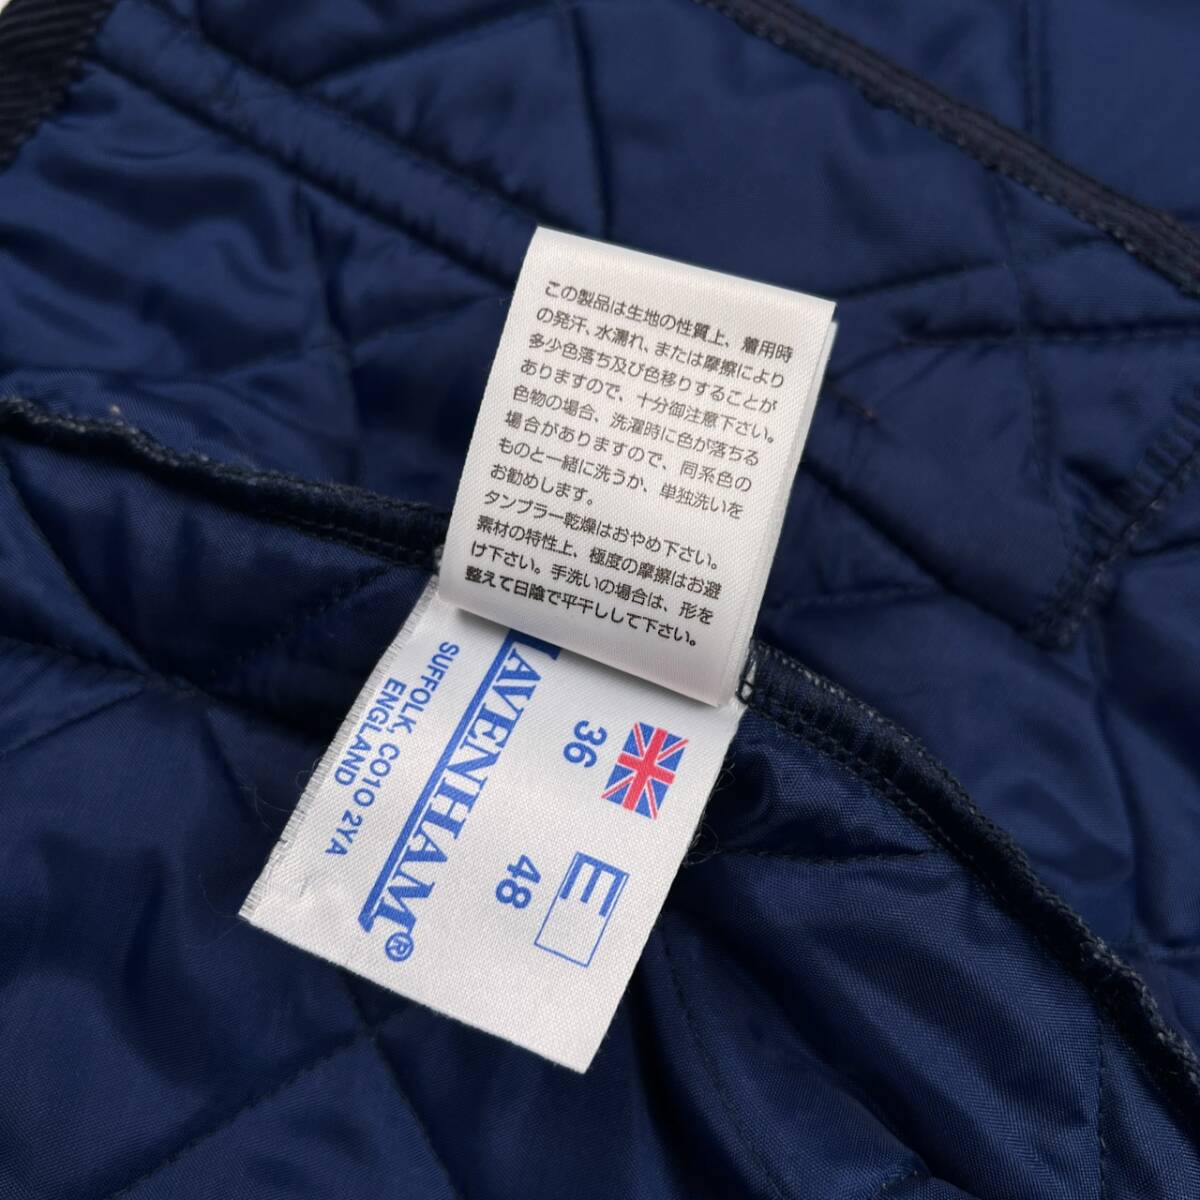 この製品は生地の性質上、着用時
の発汗、水濡れ、または摩擦により
多少色落ち及び色移りすることが
ありますので、十分御注意下さい。
色物の場合、洗濯時に色が落ちる
場合がありますので、同系色の
ものと一緒に洗うか、単独洗いを
お勧めします。
タンブラー乾燥はおやめ下さい。
素材の特性上、極度の摩擦はお避
け下さい。手洗いの場合は、形を
整えて日陰で平干しして下さい。
36
E
48
LAVENHAM®
SUFFOLK, CO10 2YA
ENGLAND